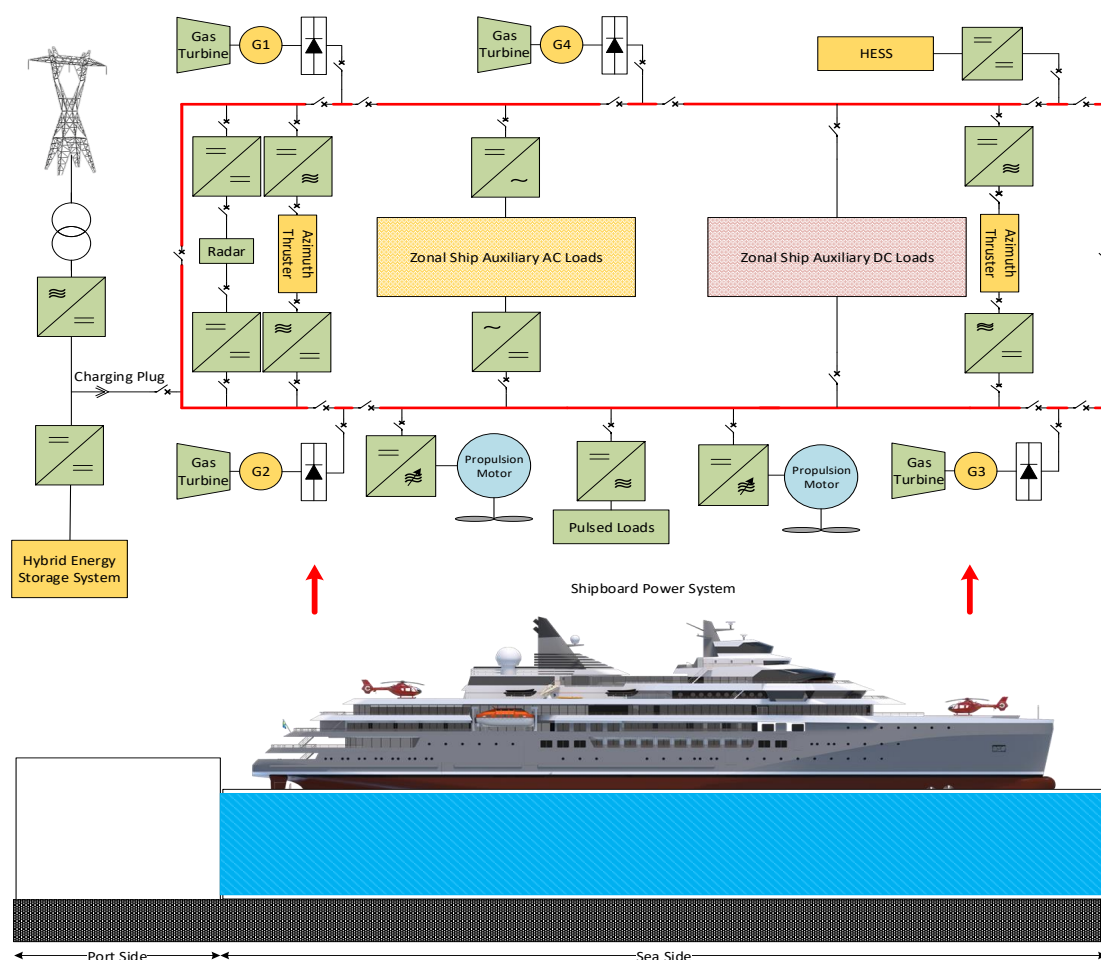 Gas
Turbine
G1
Gas
Turbine
G4
HESS
Radar
Azimuth
Thruster
Zonal Ship Auxiliary AC Loads
Zonal Ship Auxiliary DC Loads
Azimuth
Thruster
Charging Plug
Gas
Turbine
G2
Propulsion
Motor
Pulsed Loads
Propulsion
Motor
Gas
Turbine
G3
Hybrid Energy
Storage System
Shipboard Power System
Port Side
Sea Side